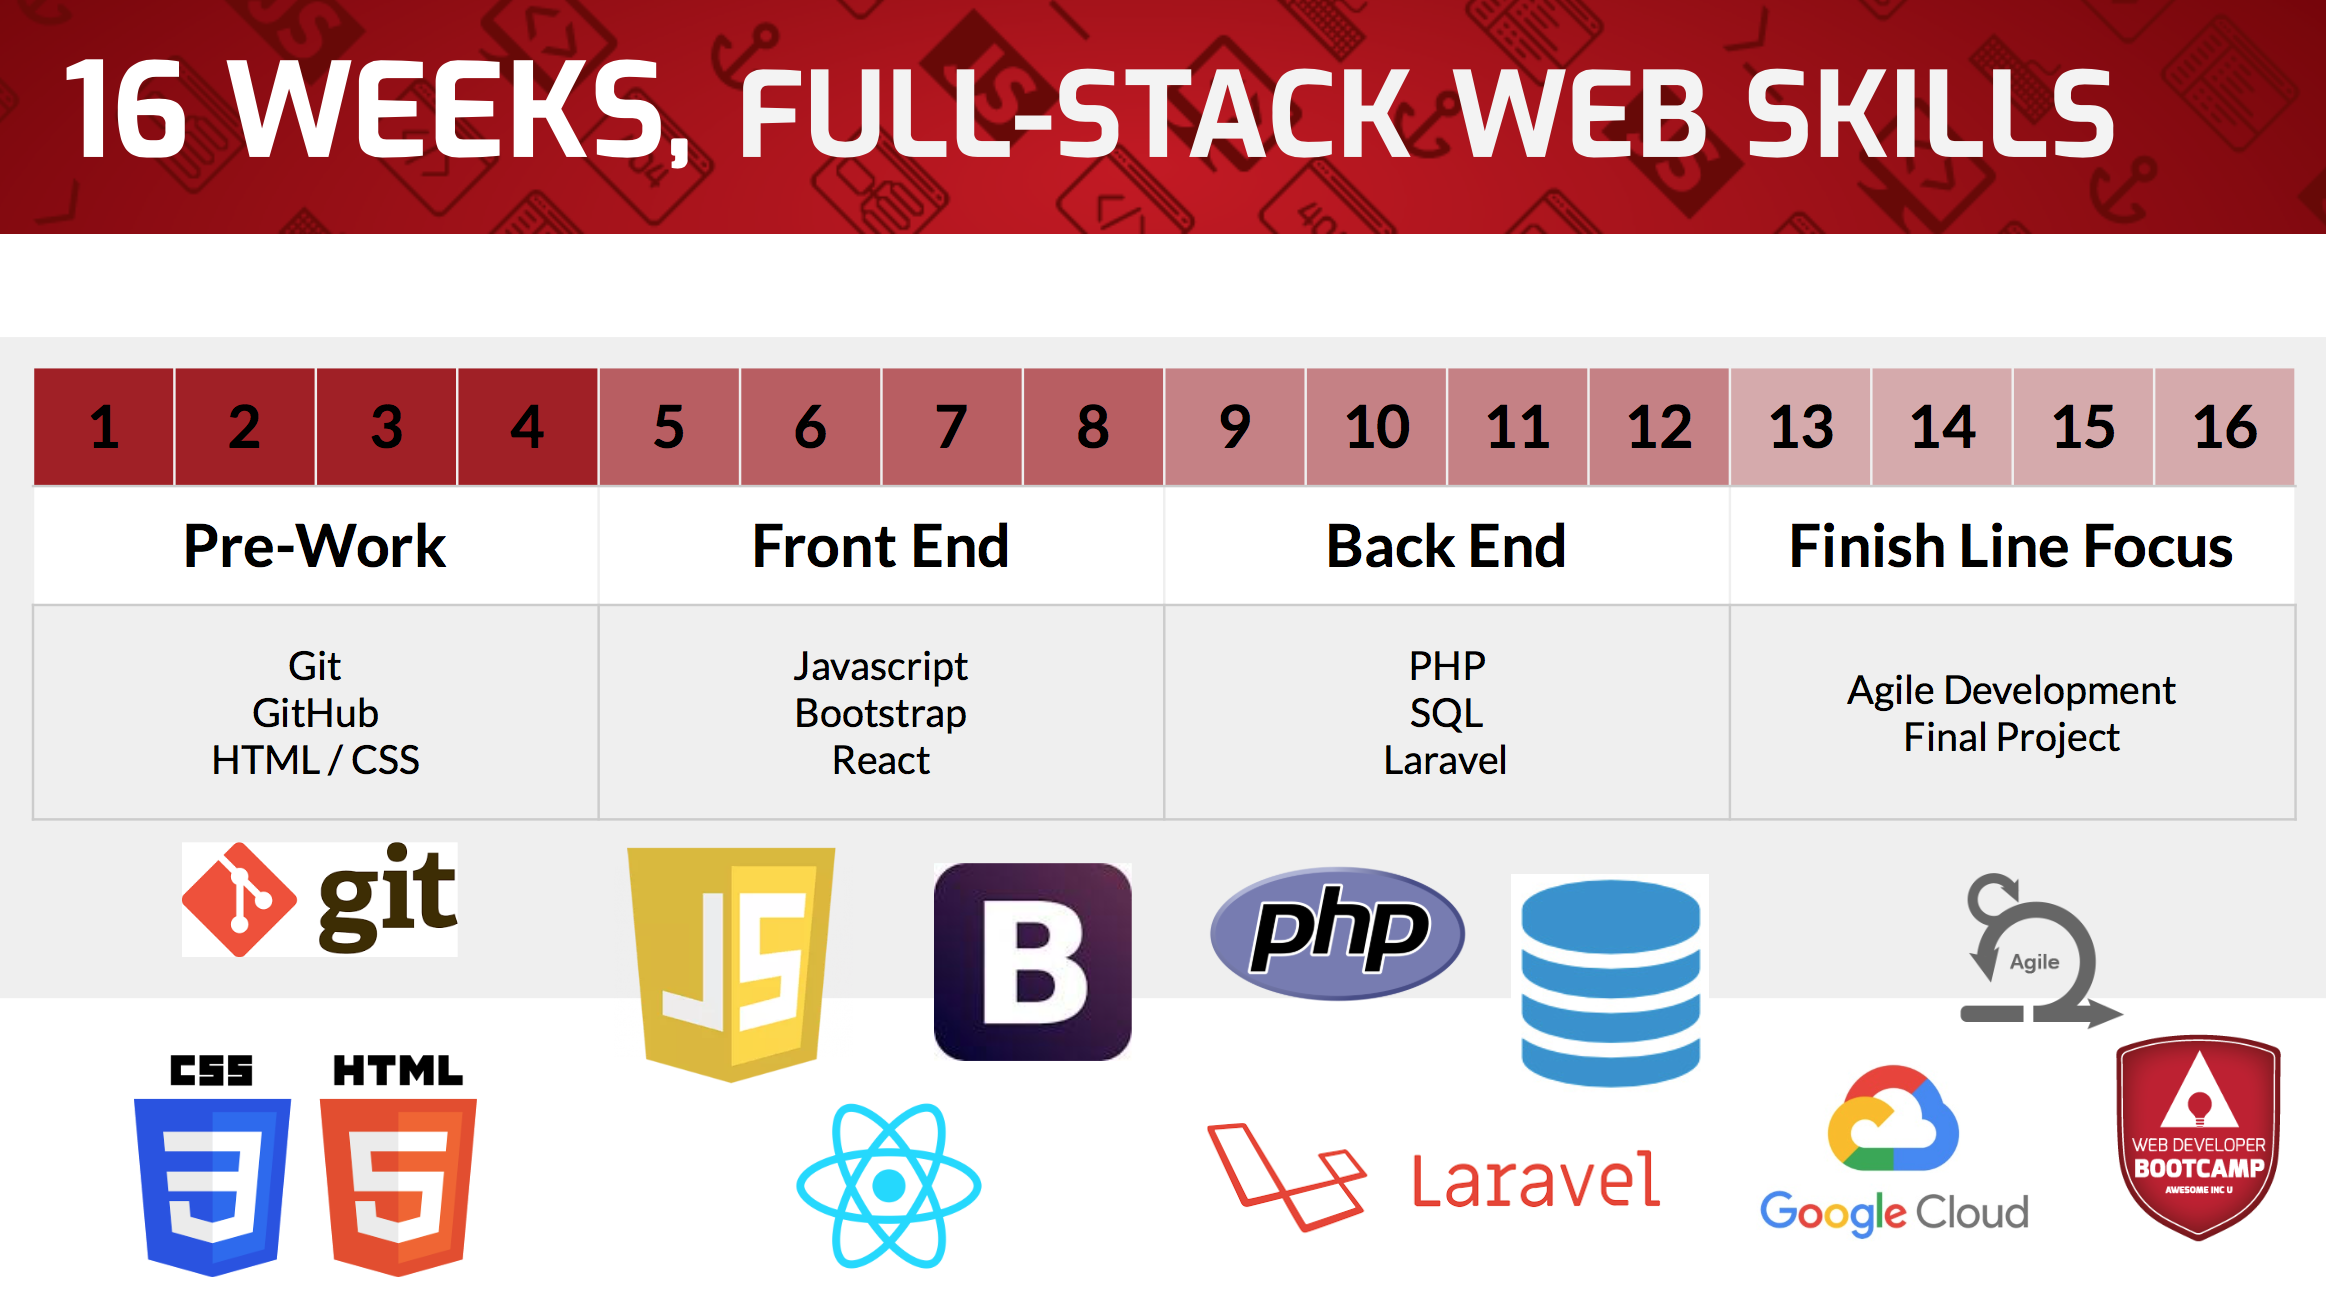 16 WEEKS, FULL-STACK WEB SKILLS
1 2 3 4 5 6 7 8 9 10 11 12 13 14 15 16
Pre-Work
Front End
Back End
Finish Line Focus
Git
GitHub
HTML / CSS
Javascript
Bootstrap
React
PHP
SQL
Laravel
Agile Development
Final Project
git
CSS
3
HTML
5
JS
B
php
Laravel
Agile
Google Cloud
WEB DEVELOPER
BOOTCAMP
AWESOME INC U